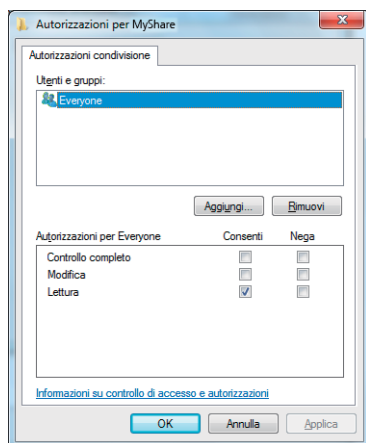 Autorizzazioni per MyShare
Autorizzazioni condivisione
Utenti e gruppi:
Everyone
Aggiungi... Rimuovi
Autorizzazioni per Everyone Consenti Nega
Controllo completo
Modifica
Lettura
Informazioni su controllo di accesso e autorizzazioni
OK Annulla Applica